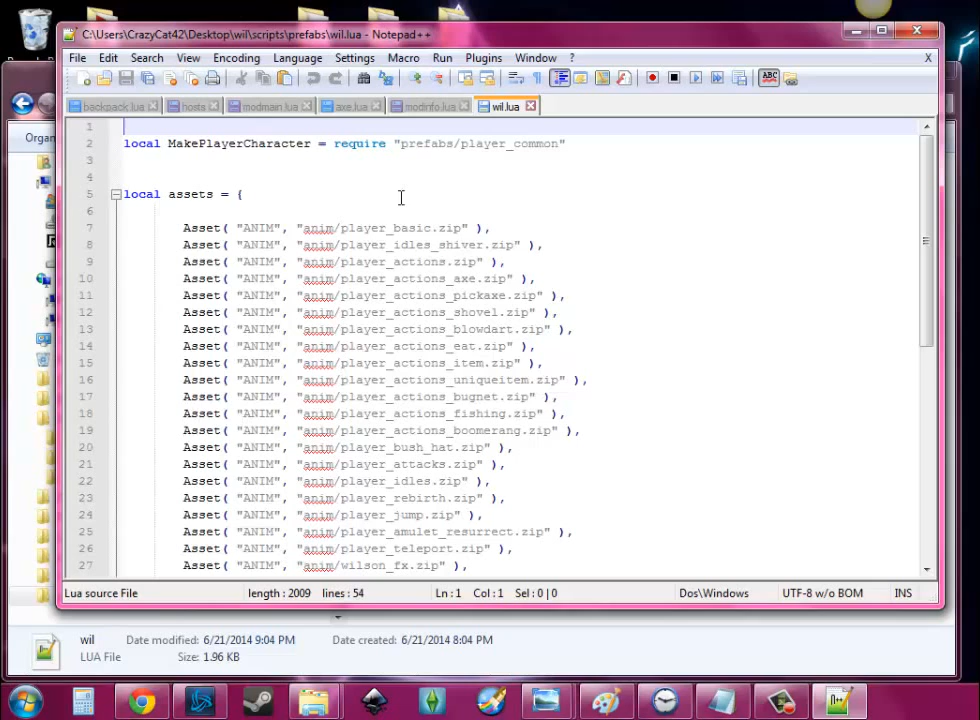 C:\Users\CrazyCat42\Desktop\wil\scripts\prefabs\wil.lua - Notepad++
File Edit Search View Encoding Language Settings Macro Run Plugins Window ? X
backpack.lua hosts modmain.lua axe.lua modinfo.lua wil.lua
Organ
1
2 local MakePlayerCharacter = require "prefabs/player_common"
3
4
5 local assets = {
6
7 Asset( "ANIM", "anim/player_basic.zip" ),
8 Asset( "ANIM", "anim/player_idles_shiver.zip" ),
9 Asset( "ANIM", "anim/player_actions.zip" ),
10 Asset( "ANIM", "anim/player_actions_axe.zip" ),
11 Asset( "ANIM", "anim/player_actions_pickaxe.zip" ),
12 Asset( "ANIM", "anim/player_actions_shovel.zip" ),
13 Asset( "ANIM", "anim/player_actions_blowdart.zip" ),
14 Asset( "ANIM", "anim/player_actions_eat.zip" ),
15 Asset( "ANIM", "anim/player_actions_item.zip" ),
16 Asset( "ANIM", "anim/player_actions_uniqueitem.zip" ),
17 Asset( "ANIM", "anim/player_actions_bugnet.zip" ),
18 Asset( "ANIM", "anim/player_actions_fishing.zip" ),
19 Asset( "ANIM", "anim/player_actions_boomerang.zip" ),
20 Asset( "ANIM", "anim/player_bush_hat.zip" ),
21 Asset( "ANIM", "anim/player_attacks.zip" ),
22 Asset( "ANIM", "anim/player_idles.zip" ),
23 Asset( "ANIM", "anim/player_rebirth.zip" ),
24 Asset( "ANIM", "anim/player_jump.zip" ),
25 Asset( "ANIM", "anim/player_amulet_resurrect.zip" ),
26 Asset( "ANIM", "anim/player_teleport.zip" ),
27 Asset( "ANIM", "anim/wilson_fx.zip" ),
Lua source File length : 2009 lines : 54 Ln : 1 Col : 1 Sel : 0 | 0 Dos\Windows UTF-8 w/o BOM INS
wil Date modified: 6/21/2014 9:04 PM Date created: 6/21/2014 8:04 PM
LUA File Size: 1.96 KB